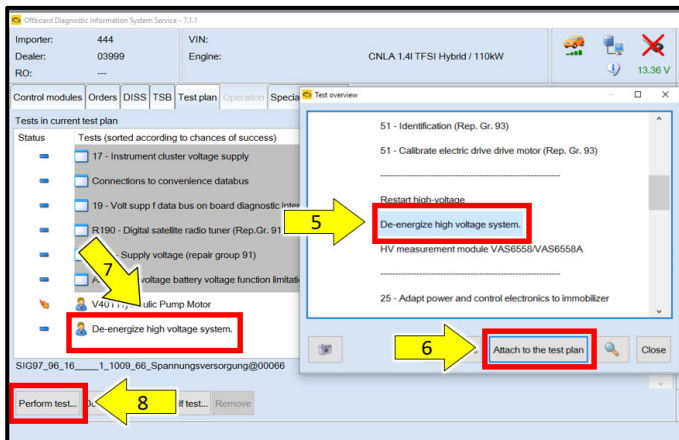 Offboard Diagnostic Information System Service - 7.1.1
Importer: 444 VIN:
Dealer: 03999 Engine: CNLA 1.4l TFSI Hybrid / 110kW
RO: ---
13.36 V
Control modules Orders DISS TSB Test plan Operation Specia
Tests in current test plan
Status Tests (sorted according to chances of success)
17 - Instrument cluster voltage supply
Connections to convenience databus
19 - Volt supp f data bus on board diagnostic inter
R190 - Digital satellite radio tuner (Rep.Gr. 91
Supply voltage (repair group 91)
voltage battery voltage function limitati
7
Pump Motor
De-energize high voltage system.
SIG97_96_16____1_1009_66_Spannungsversorgung@00066
Perform test...
8
If test... Remove
Test overview
51 - Identification (Rep. Gr. 93)
51 - Calibrate electric drive drive motor (Rep. Gr. 93)
Restart high-voltage
5
De-energize high voltage system.
HV measurement module VAS6558/VAS6558A
25 - Adapt power and control electronics to immobilizer
6
Attach to the test plan
Close